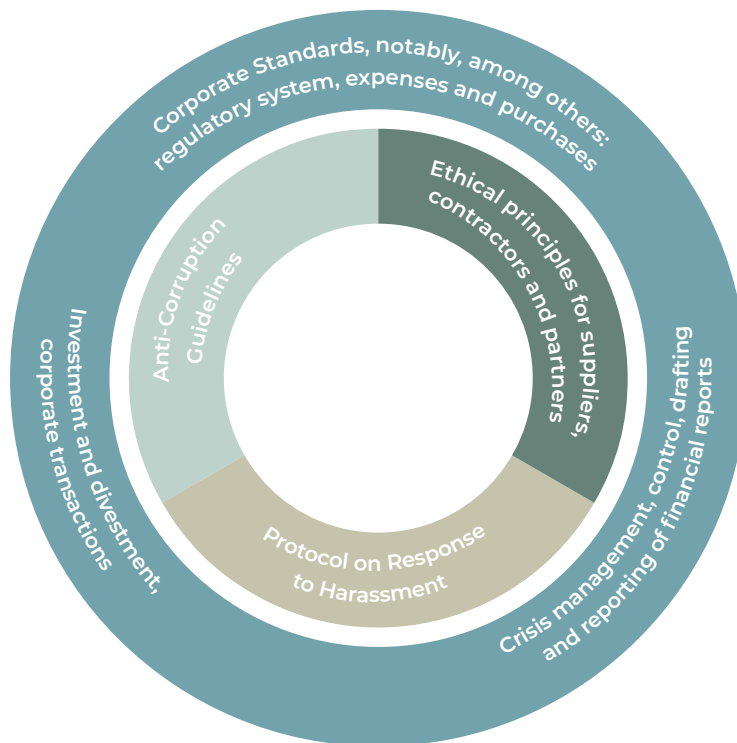 Corporate Standards, notably, among others:
regulatory system, expenses and purchases
Ethical principles for suppliers,
contractors and partners
Anti-Corruption
Guidelines
Investment and divestment,
corporate transactions
Crisis management, control, drafting
and reporting of financial reports
Protocol on Response
to Harassment